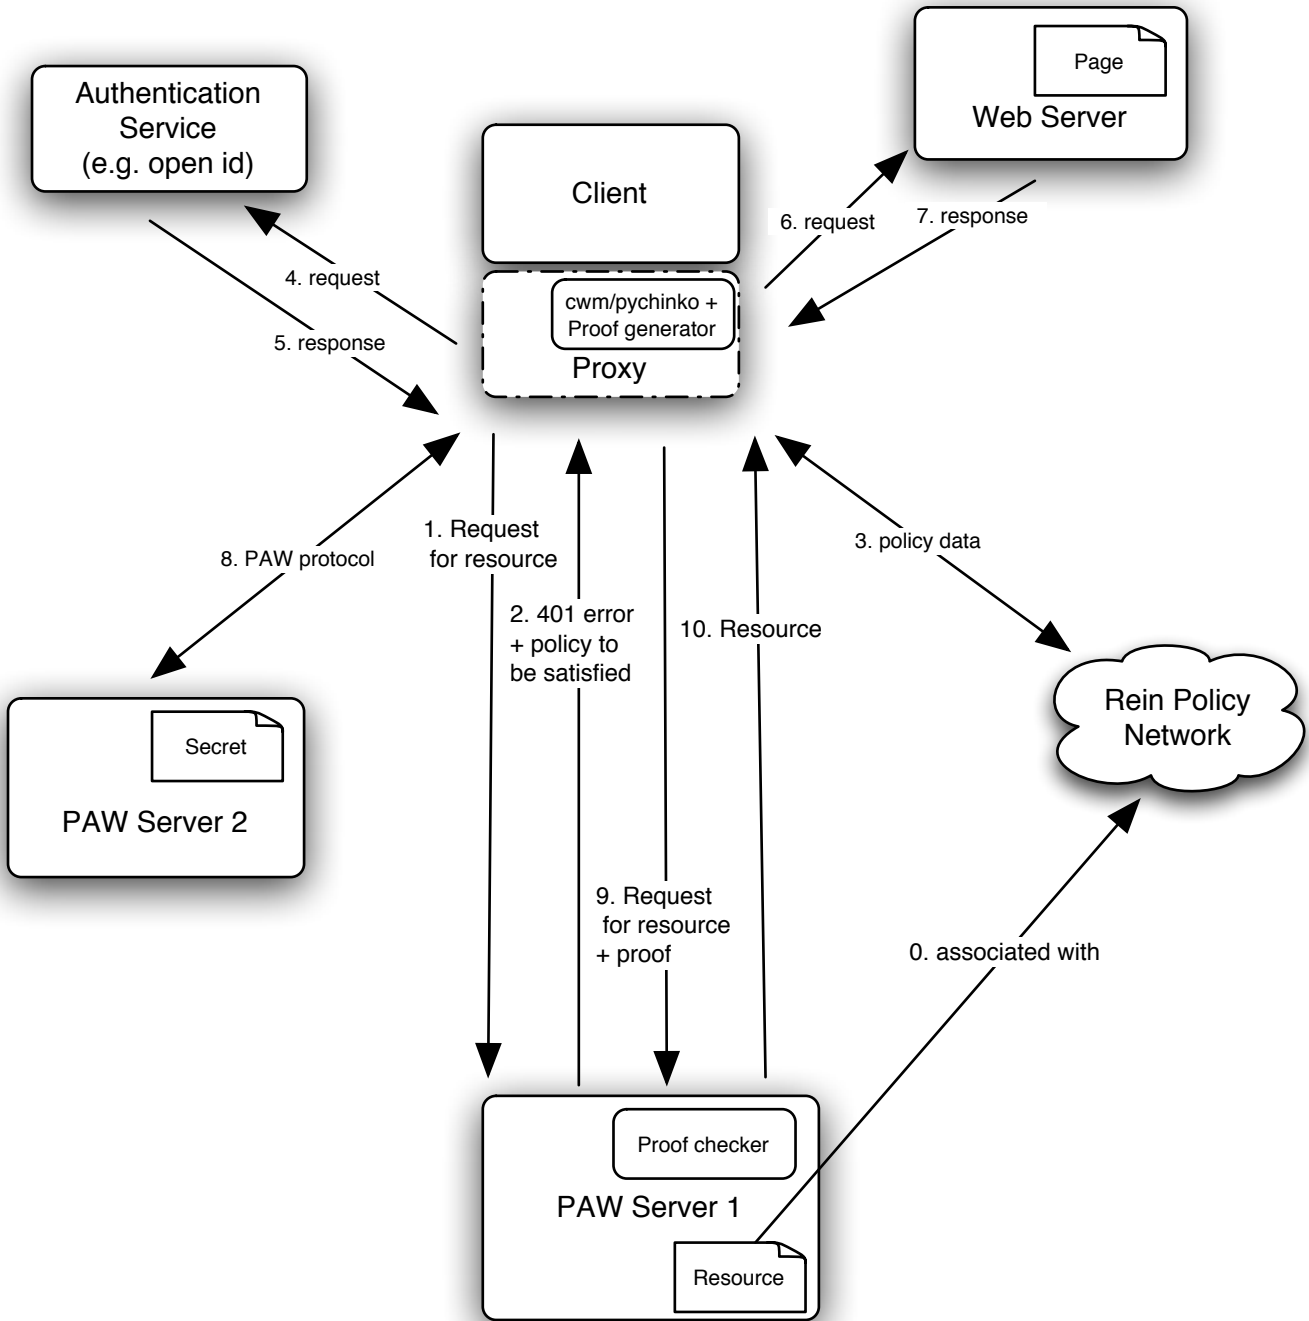 Page
Web Server
Authentication
Service
(e.g. open id)
Client
6. request
7. response
4. request
cwm/pychinko +
Proof generator
5. response
Proxy
1. Request
for resource
8. PAW protocol
3. policy data
2. 401 error
+ policy to
be satisfied
10. Resource
Rein Policy
Network
Secret
PAW Server 2
9. Request
for resource
+ proof
0. associated with
Proof checker
PAW Server 1
Resource